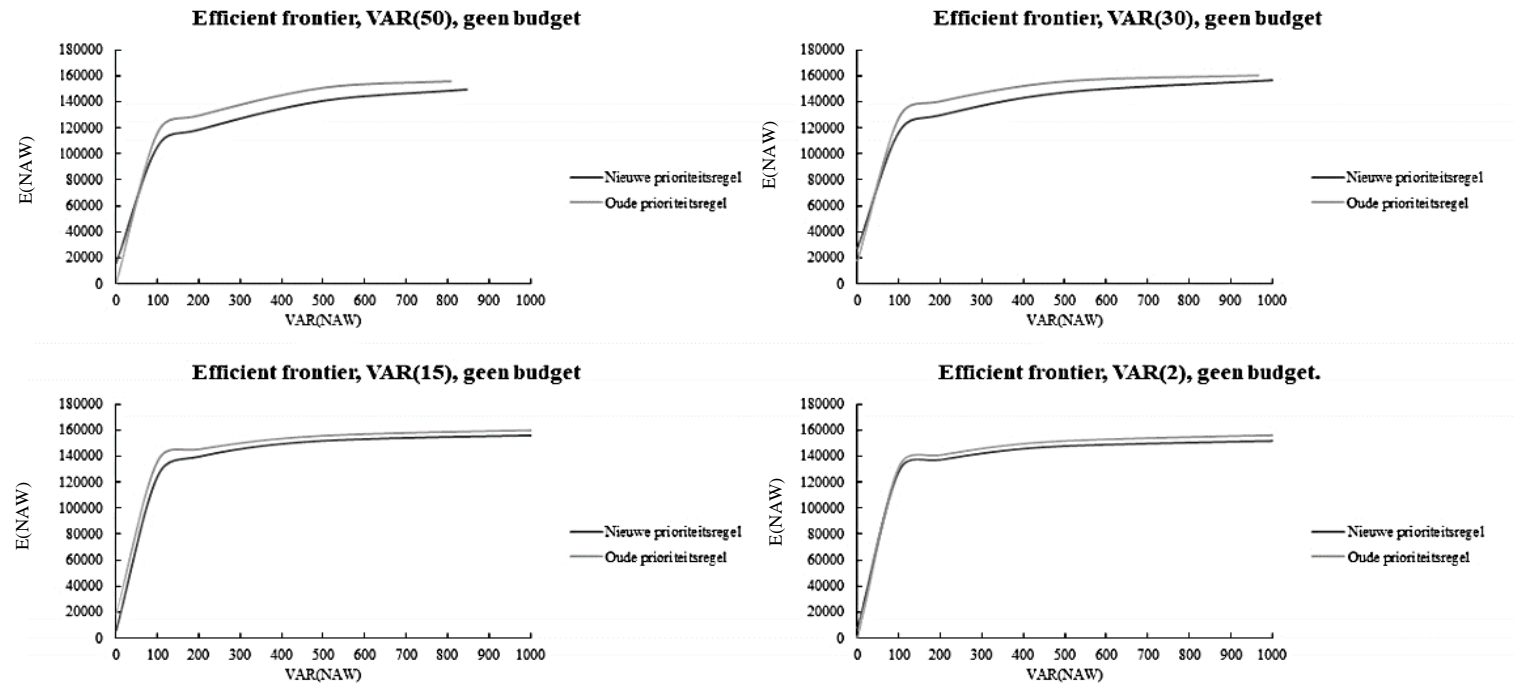 Efficient frontier, VAR(50), geen budget
180000
160000
140000
120000
100000
80000
60000
40000
20000
0
E(NAW)
0 100 200 300 400 500 600 700 800 900 1000
VAR(NAW)
Nieuwe prioriteitsregel
Oude prioriteitsregel
Efficient frontier, VAR(30), geen budget
180000
160000
140000
120000
100000
80000
60000
40000
20000
0
E(NAW)
0 100 200 300 400 500 600 700 800 900 1000
VAR(NAW)
Nieuwe prioriteitsregel
Oude prioriteitsregel
Efficient frontier, VAR(15), geen budget
180000
160000
140000
120000
100000
80000
60000
40000
20000
0
E(NAW)
0 100 200 300 400 500 600 700 800 900 1000
VAR(NAW)
Nieuwe prioriteitsregel
Oude prioriteitsregel
Efficient frontier, VAR(2), geen budget.
180000
160000
140000
120000
100000
80000
60000
40000
20000
0
E(NAW)
0 100 200 300 400 500 600 700 800 900 1000
VAR(NAW)
Nieuwe prioriteitsregel
Oude prioriteitsregel